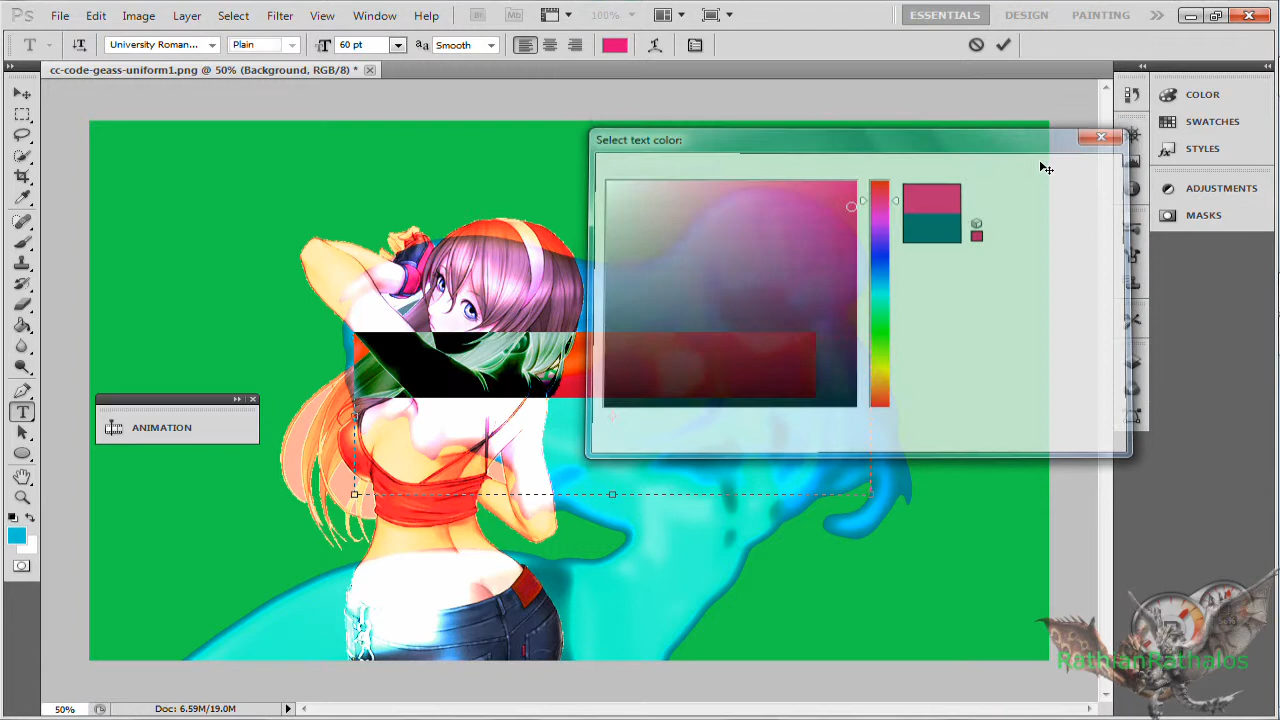 Ps File Edit Image Layer Select Filter View Window Help Br Mb 100% ESSENTIALS DESIGN PAINTING
T University Roman... Plain 60 pt Smooth
cc-code-geass-uniform1.png @ 50% (Background, RGB/8) *
COLOR
SWATCHES
STYLES
ADJUSTMENTS
MASKS
Select text color:
ANIMATION
RathianRathalos
50% Doc: 6.59M/19.0M